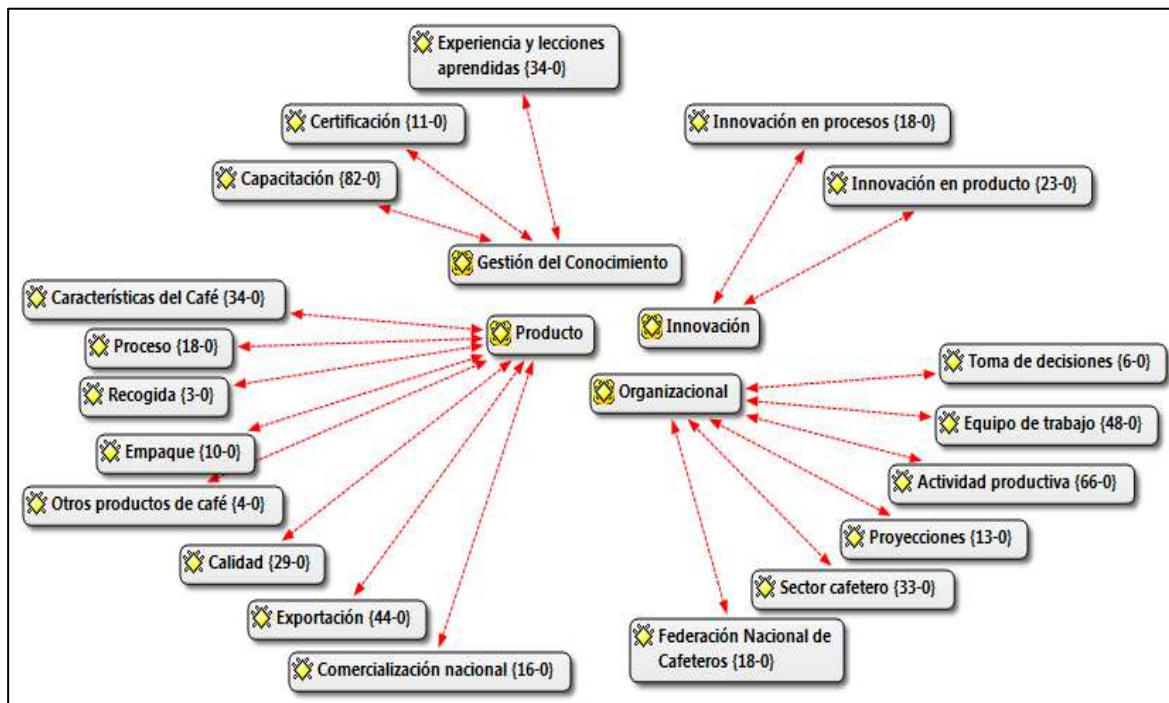 Experiencia y lecciones
aprendidas {34-0}
Certificación {11-0}
Capacitación {82-0}
Gestión del Conocimiento
Innovación en procesos {18-0}
Innovación en producto {23-0}
Innovación
Características del Café {34-0}
Proceso {18-0}
Recogida {3-0}
Empaque {10-0}
Otros productos de café {4-0}
Calidad {29-0}
Exportación {44-0}
Comercialización nacional {16-0}
Producto
Organizacional
Toma de decisiones {6-0}
Equipo de trabajo {48-0}
Actividad productiva {66-0}
Proyecciones {13-0}
Sector cafetero {33-0}
Federación Nacional de
Cafeteros {18-0}